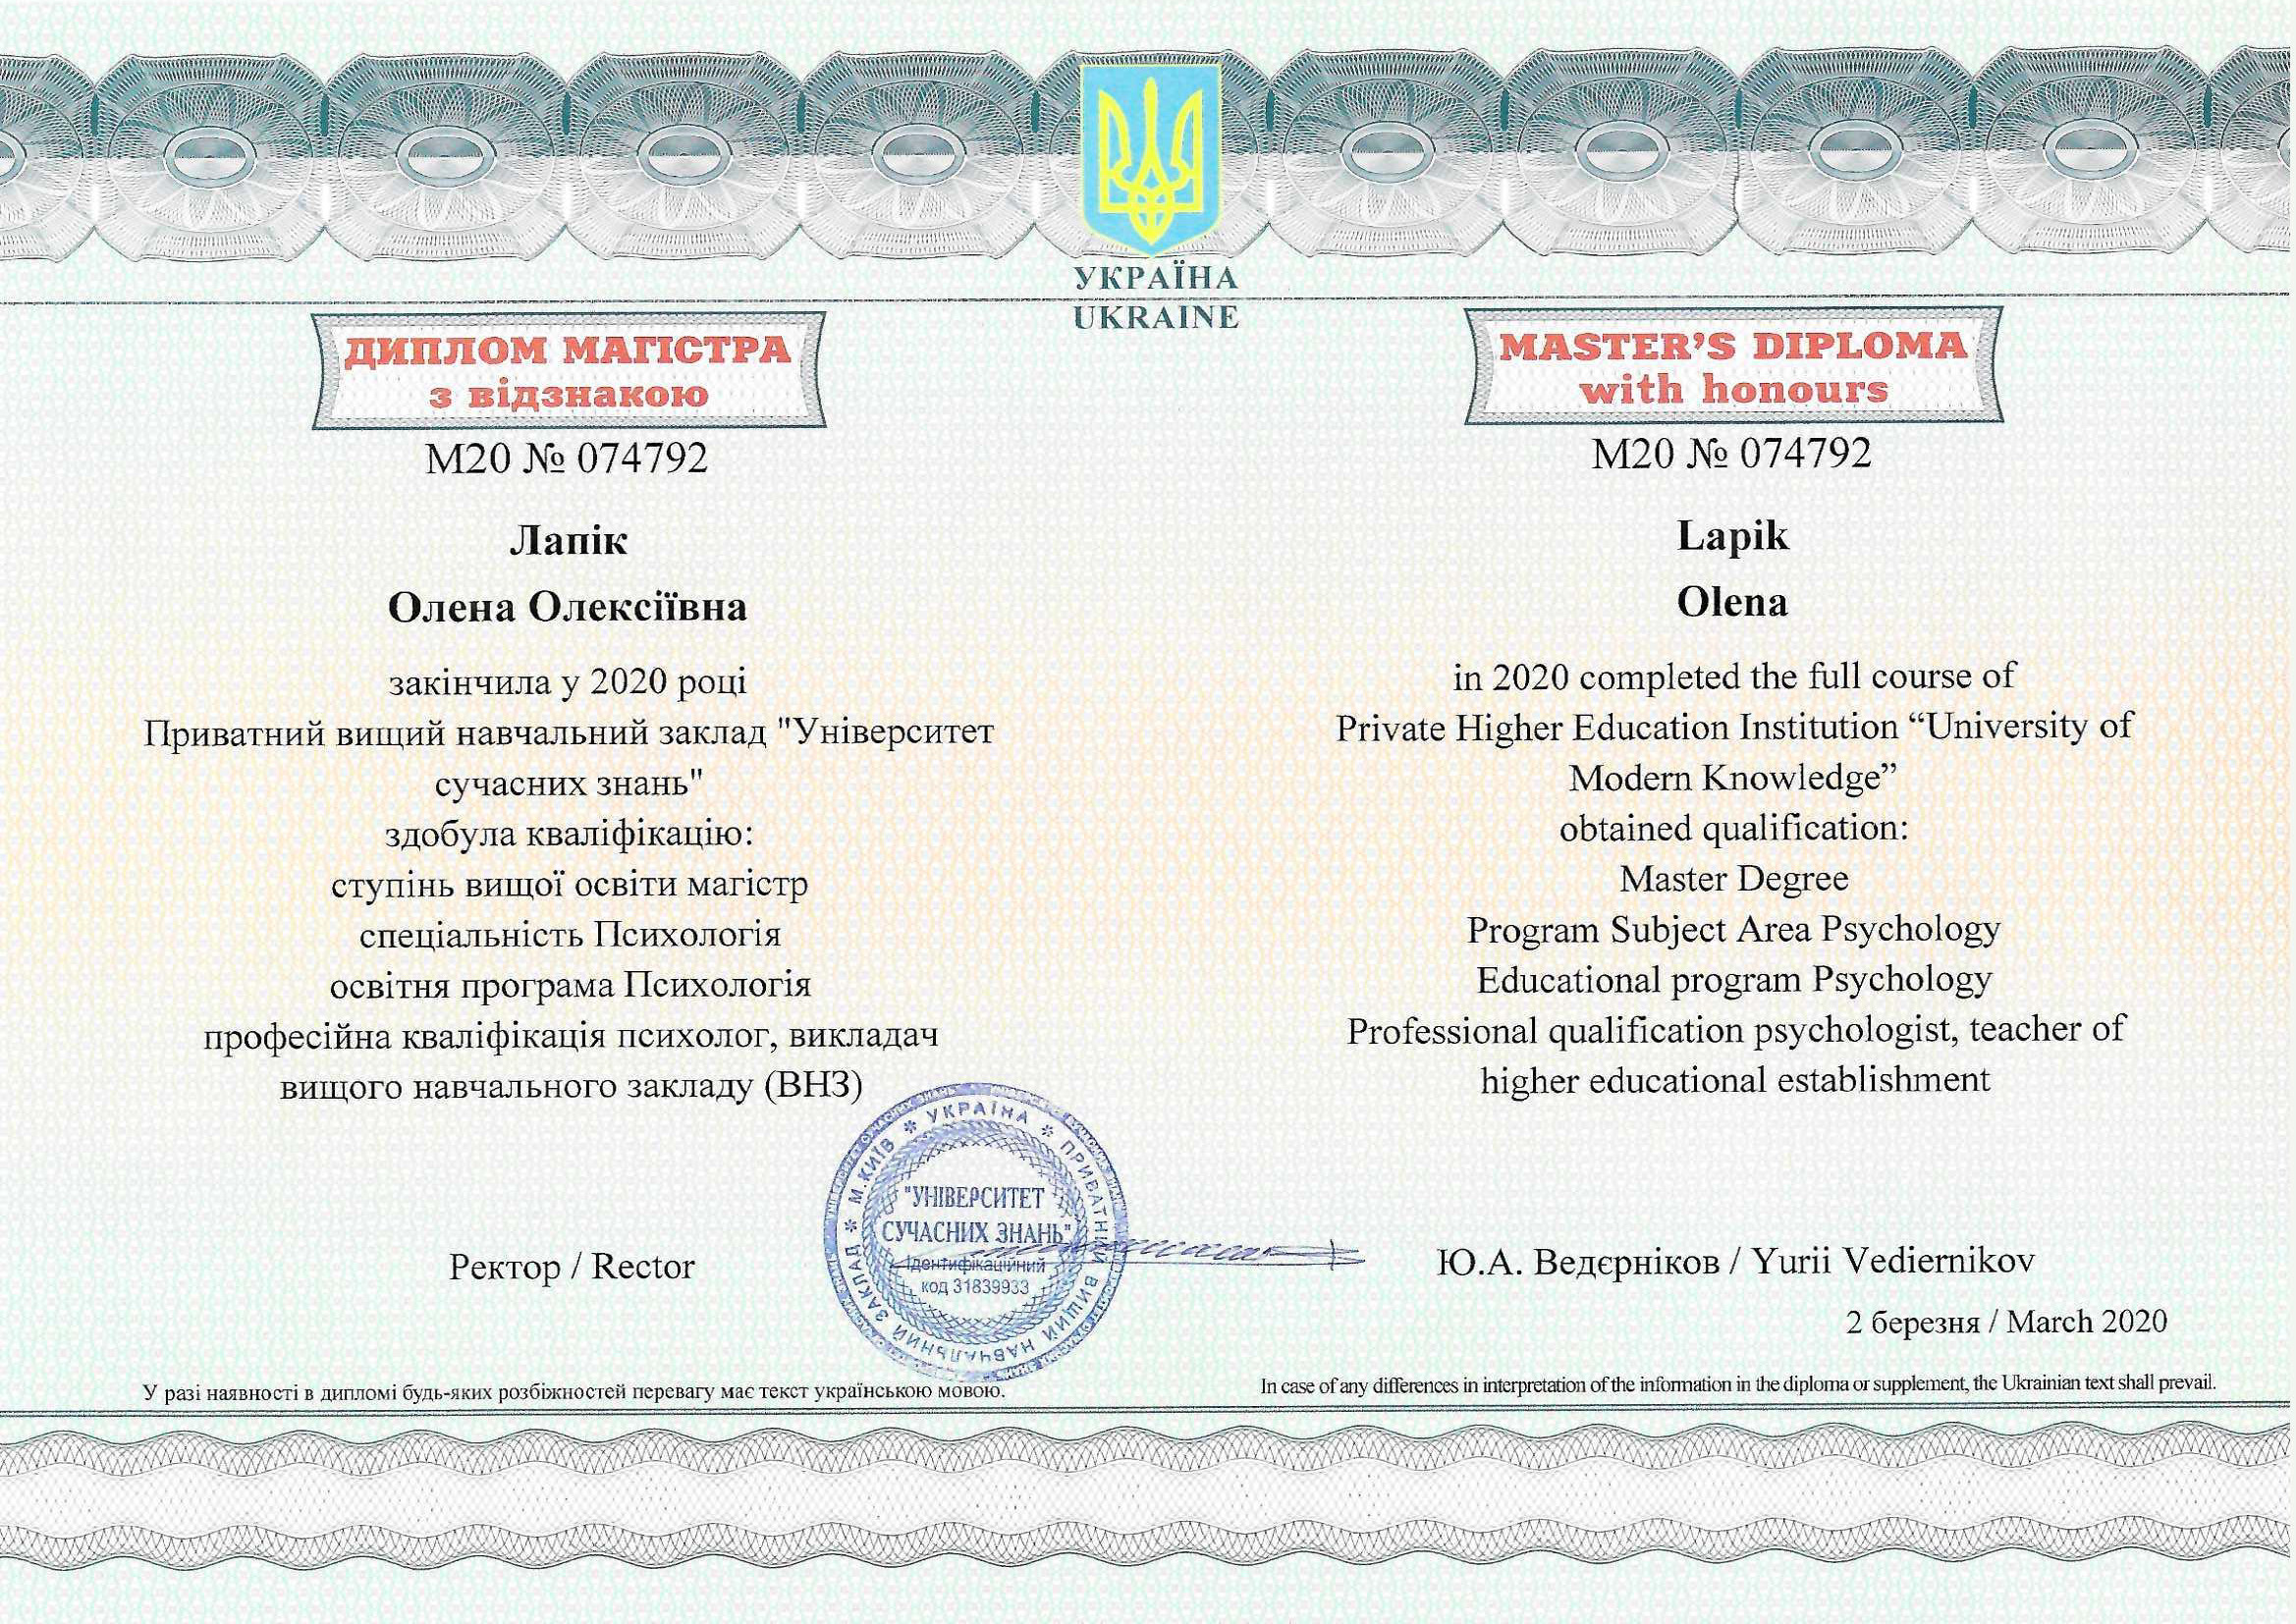 УКРАЇНА
UKRAINE
ДИПЛОМ МАГІСТРА
з відзнакою
М20 № 074792
Лапік
Олена Олексіївна
закінчила у 2020 році
Приватний вищий навчальний заклад "Університет
сучасних знань"
здобула кваліфікацію:
ступінь вищої освіти магістр
спеціальність Психологія
освітня програма Психологія
професійна кваліфікація психолог, викладач
вищого навчального закладу (ВНЗ)
MASTER’S DIPLOMA
with honours
M20 № 074792
Lapik
Olena
in 2020 completed the full course of
Private Higher Education Institution “University of
Modern Knowledge”
obtained qualification:
Master Degree
Program Subject Area Psychology
Educational program Psychology
Professional qualification psychologist, teacher of
higher educational establishment
Ректор / Rector
М.КИЇВ * УКРАЇНА * ПРИВАТНИЙ ВИЩИЙ НАВЧАЛЬНИЙ ЗАКЛАД *
"УНІВЕРСИТЕТ
СУЧАСНИХ ЗНАНЬ"
Ідентифікаційний
код 31839933
Ю.А. Ведєрніков / Yurii Vediernikov
2 березня / March 2020
У разі наявності в дипломі будь-яких розбіжностей перевагу має текст українською мовою.
In case of any differences in interpretation of the information in the diploma or supplement, the Ukrainian text shall prevail.